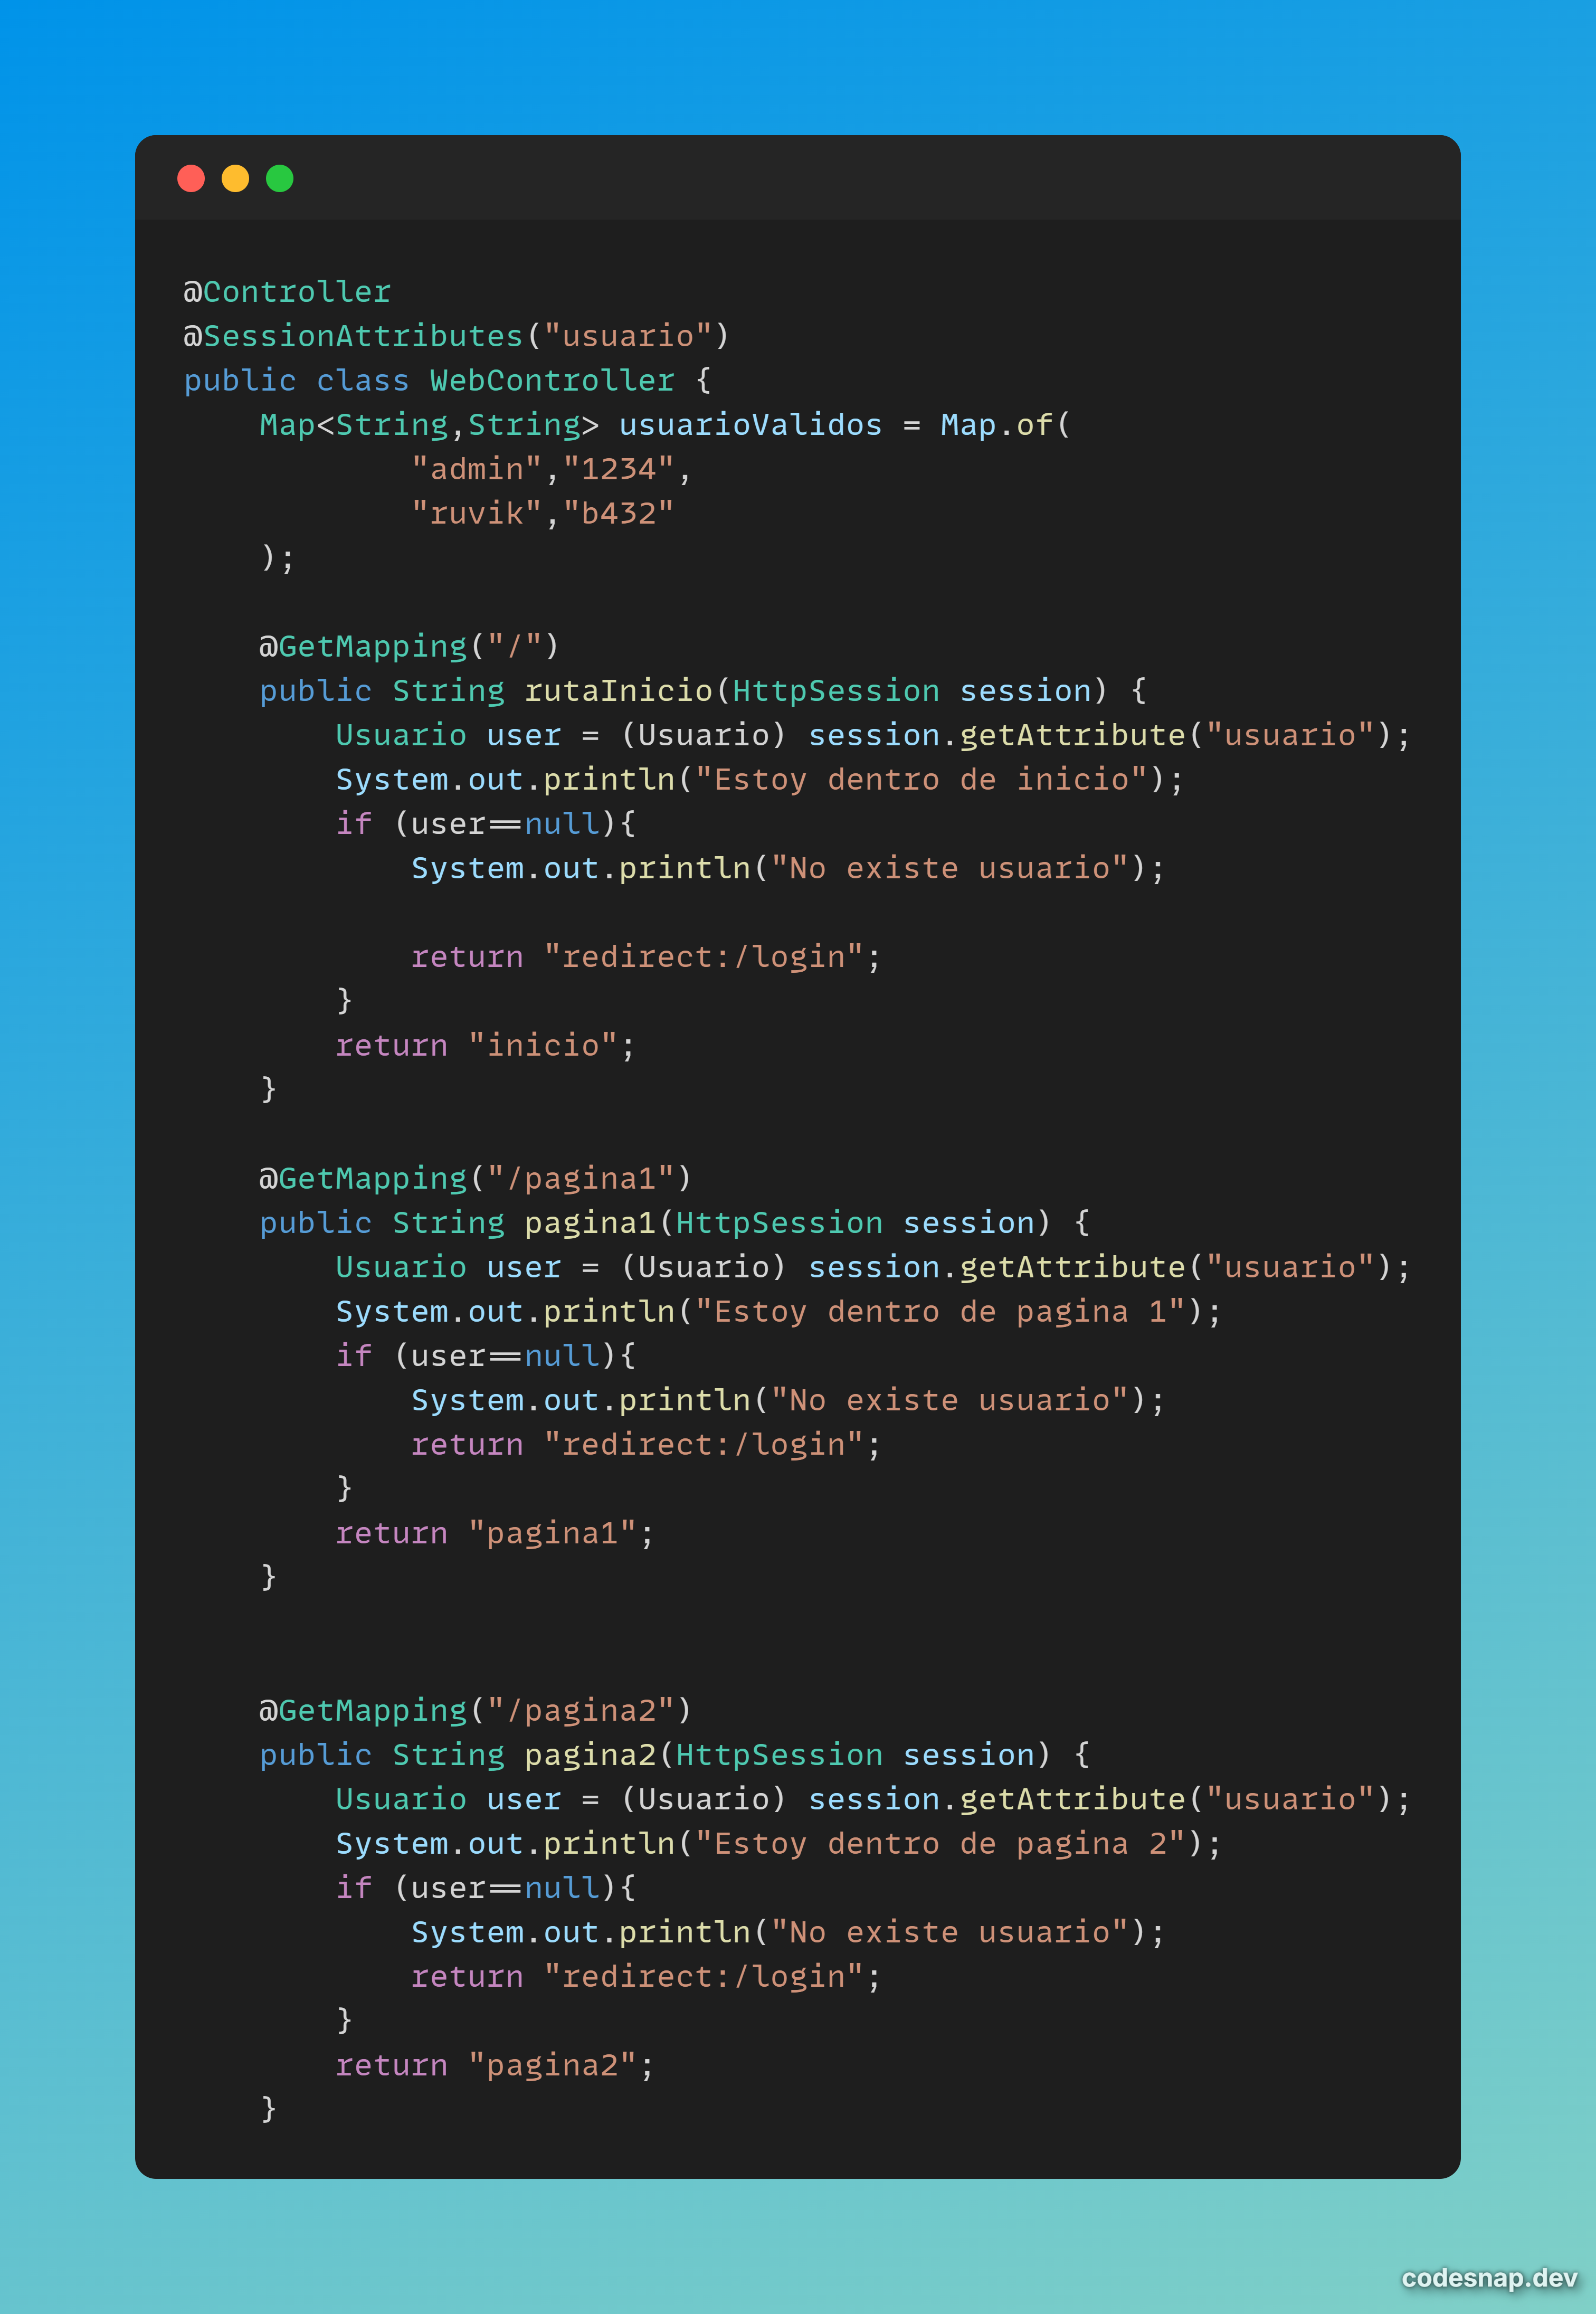 @Controller
@SessionAttributes("usuario")
public class WebController {
    Map<String,String> usuarioValidos = Map.of(
            "admin","1234",
            "ruvik","b432"
    );

    @GetMapping("/")
    public String rutaInicio(HttpSession session) {
        Usuario user = (Usuario) session.getAttribute("usuario");
        System.out.println("Estoy dentro de inicio");
        if (user==null){
            System.out.println("No existe usuario");

            return "redirect:/login";
        }
        return "inicio";
    }

    @GetMapping("/pagina1")
    public String pagina1(HttpSession session) {
        Usuario user = (Usuario) session.getAttribute("usuario");
        System.out.println("Estoy dentro de pagina 1");
        if (user==null){
            System.out.println("No existe usuario");
            return "redirect:/login";
        }
        return "pagina1";
    }


    @GetMapping("/pagina2")
    public String pagina2(HttpSession session) {
        Usuario user = (Usuario) session.getAttribute("usuario");
        System.out.println("Estoy dentro de pagina 2");
        if (user==null){
            System.out.println("No existe usuario");
            return "redirect:/login";
        }
        return "pagina2";
    }
codesnap.dev